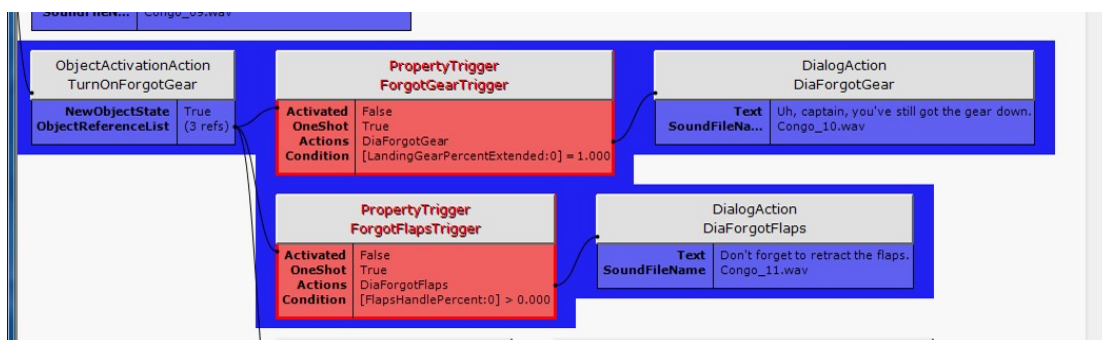 SoundFileN... Congo_09.wav
ObjectActivationAction
TurnOnForgotGear
NewObjectState True
ObjectReferenceList (3 refs)
PropertyTrigger
ForgotGearTrigger
Activated False
OneShot True
Actions DiaForgotGear
Condition [LandingGearPercentExtended:0] = 1.000
DialogAction
DiaForgotGear
Text Uh, captain, you've still got the gear down.
SoundFileNa... Congo_10.wav
PropertyTrigger
ForgotFlapsTrigger
Activated False
OneShot True
Actions DiaForgotFlaps
Condition [FlapsHandlePercent:0] > 0.000
DialogAction
DiaForgotFlaps
Text Don't forget to retract the flaps.
SoundFileName Congo_11.wav